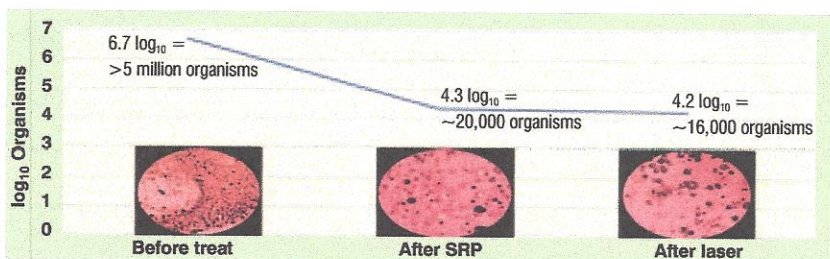 log₁₀ Organisms
7
6
5
4
3
2
1
0
6.7 log₁₀ =
>5 million organisms
4.3 log₁₀ =
~20,000 organisms
4.2 log₁₀ =
~16,000 organisms
Before treat
After SRP
After laser